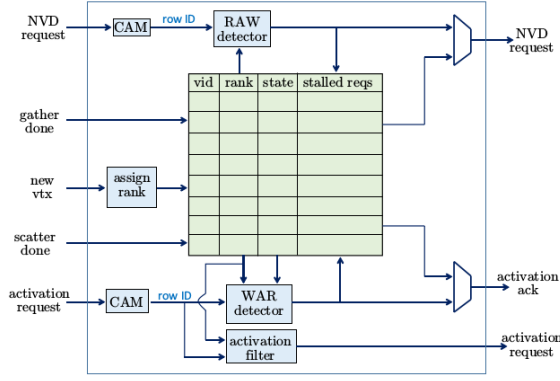 NVD
request
CAM
row ID
RAW
detector
NVD
request
vid rank state stalled reqs
gather
done
new
vtx
assign
rank
scatter
done
activation
request
CAM
row ID
WAR
detector
activation
ack
activation
filter
activation
request